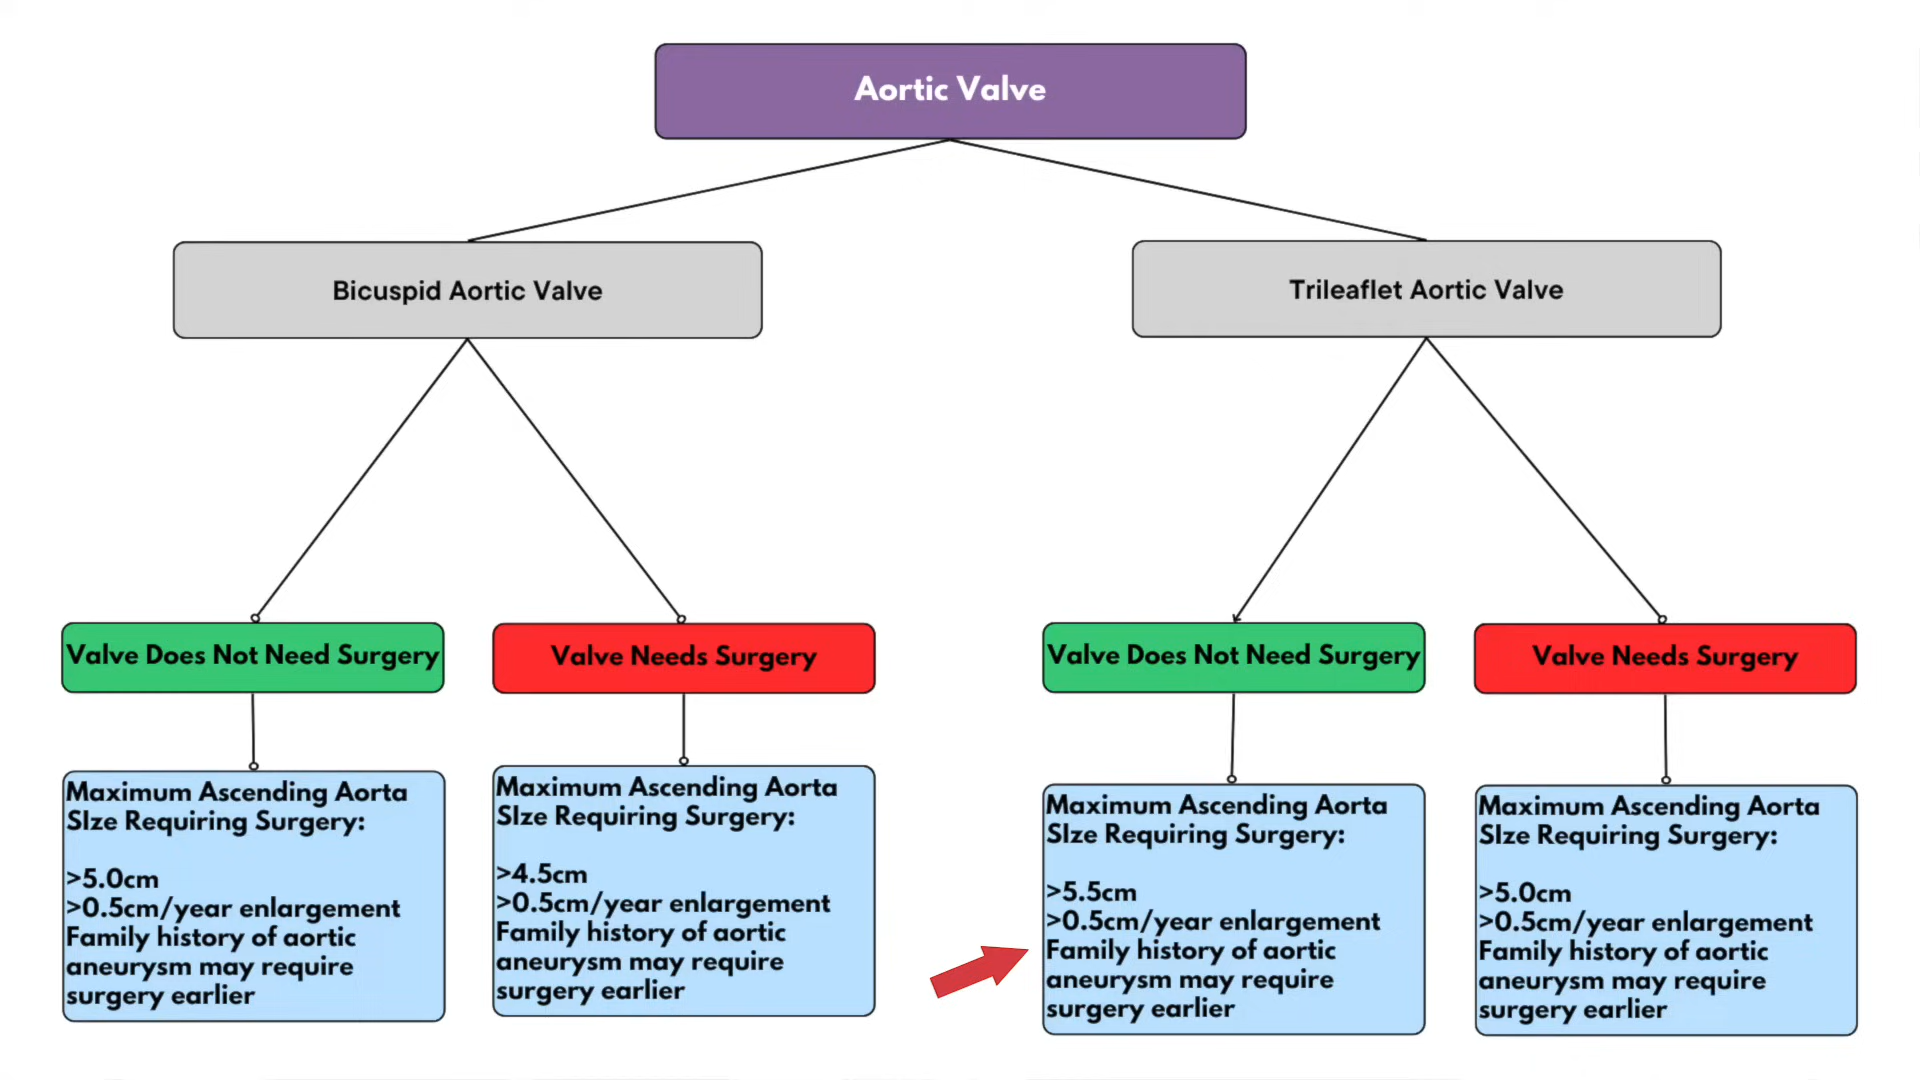 Aortic Valve
Bicuspid Aortic Valve
Trileaflet Aortic Valve
Valve Does Not Need Surgery
Valve Needs Surgery
Valve Does Not Need Surgery
Valve Needs Surgery
Maximum Ascending Aorta
SIze Requiring Surgery:
>5.0cm
>0.5cm/year enlargement
Family history of aortic
aneurysm may require
surgery earlier
Maximum Ascending Aorta
SIze Requiring Surgery:
>4.5cm
>0.5cm/year enlargement
Family history of aortic
aneurysm may require
surgery earlier
Maximum Ascending Aorta
SIze Requiring Surgery:
>5.5cm
>0.5cm/year enlargement
Family history of aortic
aneurysm may require
surgery earlier
Maximum Ascending Aorta
SIze Requiring Surgery:
>5.0cm
>0.5cm/year enlargement
Family history of aortic
aneurysm may require
surgery earlier